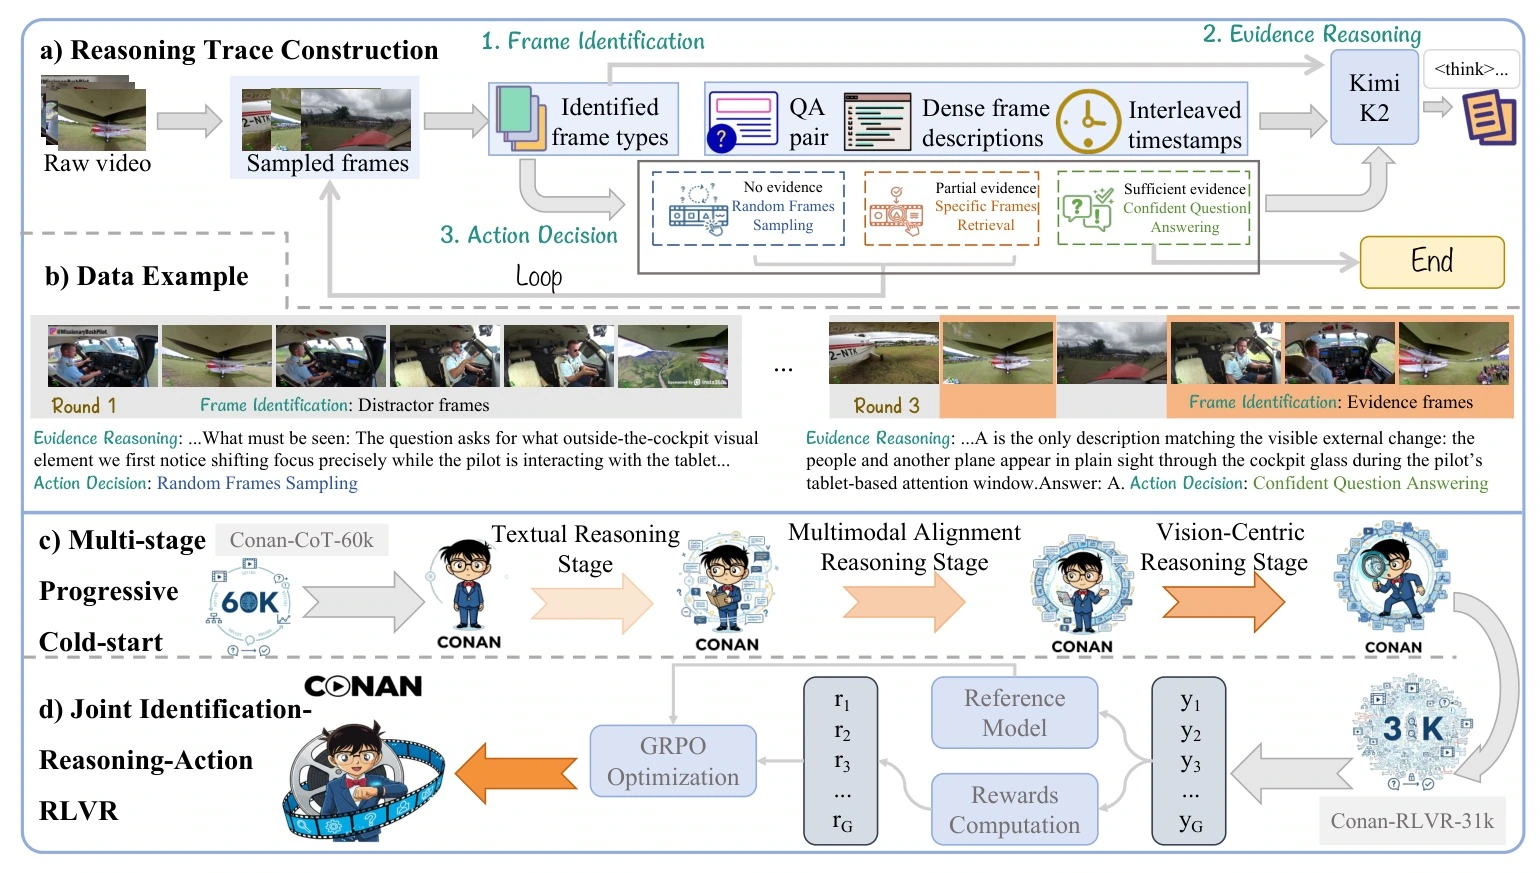 a) Reasoning Trace Construction
1. Frame Identification
2. Evidence Reasoning
Raw video
2-NTK
Sampled frames
Identified
frame types
QA
pair
Dense frame
descriptions
Interleaved
timestamps
Kimi
K2
<think>...
3. Action Decision
No evidence
Random Frames
Sampling
Partial evidence
Specific Frames
Retrieval
Sufficient evidence
Confident Question
Answering
Loop
End
b) Data Example
@MissionaryBushPilot
2-NTK
...
Round 1
Frame Identification: Distractor frames
Round 3
Frame Identification: Evidence frames
Evidence Reasoning: ...What must be seen: The question asks for what outside-the-cockpit visual
element we first notice shifting focus precisely while the pilot is interacting with the tablet...
Action Decision: Random Frames Sampling
Evidence Reasoning: ...A is the only description matching the visible external change: the
people and another plane appear in plain sight through the cockpit glass during the pilot's
tablet-based attention window.Answer: A. Action Decision: Confident Question Answering
c) Multi-stage
Progressive
Cold-start
Conan-CoT-60k
60K
CONAN
Textual Reasoning
Stage
CONAN
Multimodal Alignment
Reasoning Stage
CONAN
Vision-Centric
Reasoning Stage
CONAN
d) Joint Identification-
Reasoning-Action
RLVR
CONAN
GRPO
Optimization
r1
r2
r3
...
rG
Reference
Model
Rewards
Computation
y1
y2
y3
...
yG
3 K
Conan-RLVR-31k